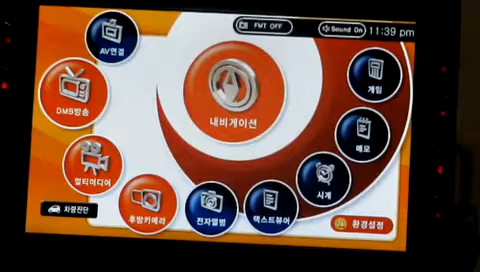 FMT OFF
Sound On
11:39 pm
AV연결
DMB방송
내비게이션
게임
메모
멀티미디어
시계
후방카메라
전자앨범
텍스트뷰어
차량진단
환경설정